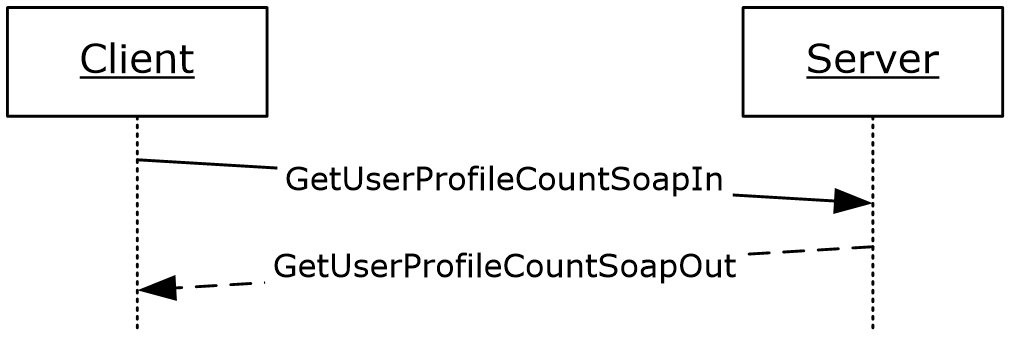 Client
Server
GetUserProfileCountSoapIn
GetUserProfileCountSoapOut